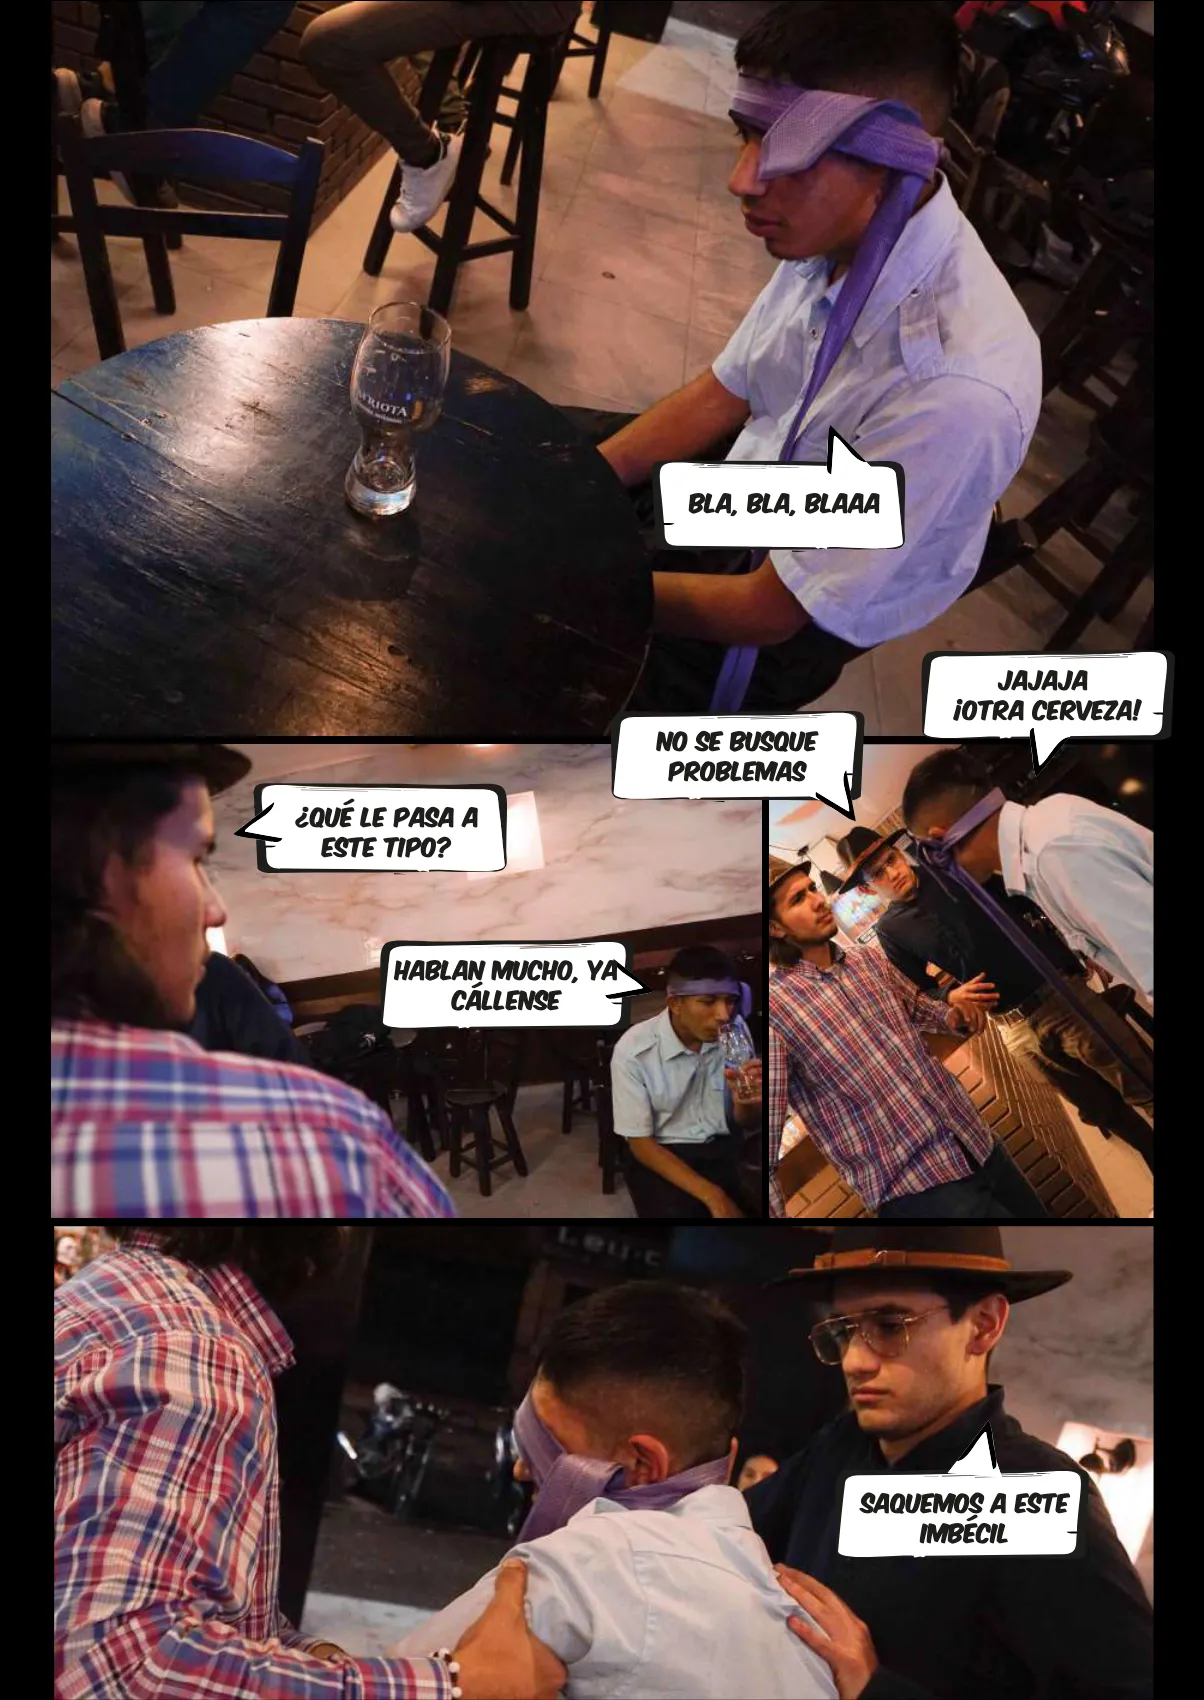 PATRIOTA
BLA, BLA, BLAAA
JAJAJA
¡OTRA CERVEZA!
NO SE BUSQUE
PROBLEMAS
¿QUÉ LE PASA A
ESTE TIPO?
HABLAN MUCHO, YA
CÁLLENSE
SAQUEMOS A ESTE
IMBÉCIL